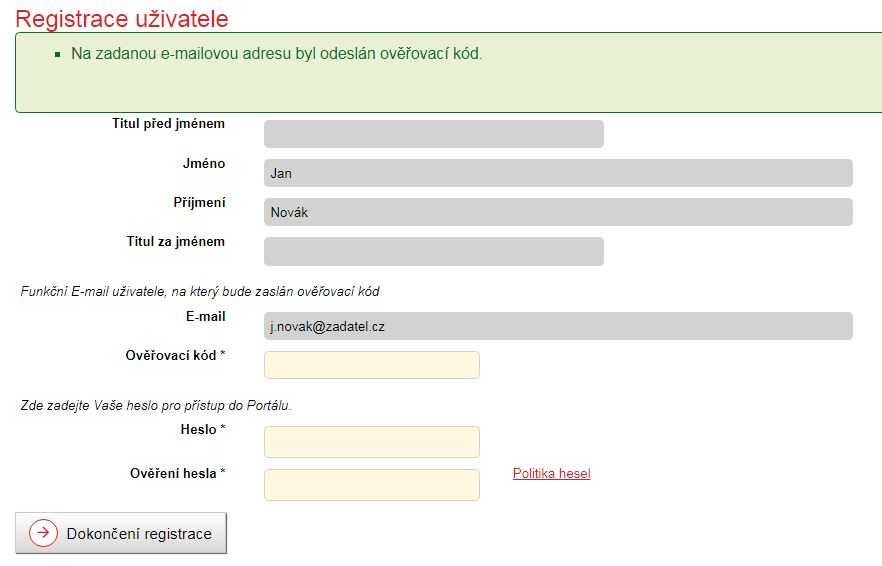 Registrace uživatele
Na zadanou e-mailovou adresu byl odeslán ověřovací kód.
Titul před jménem
Jméno
Jan
Příjmení
Novák
Titul za jménem
Funkční E-mail uživatele, na který bude zaslán ověřovací kód
E-mail
j.novak@zadatel.cz
Ověřovací kód *
Zde zadejte Vaše heslo pro přístup do Portálu.
Heslo *
Ověření hesla *
Politika hesel
Dokončení registrace